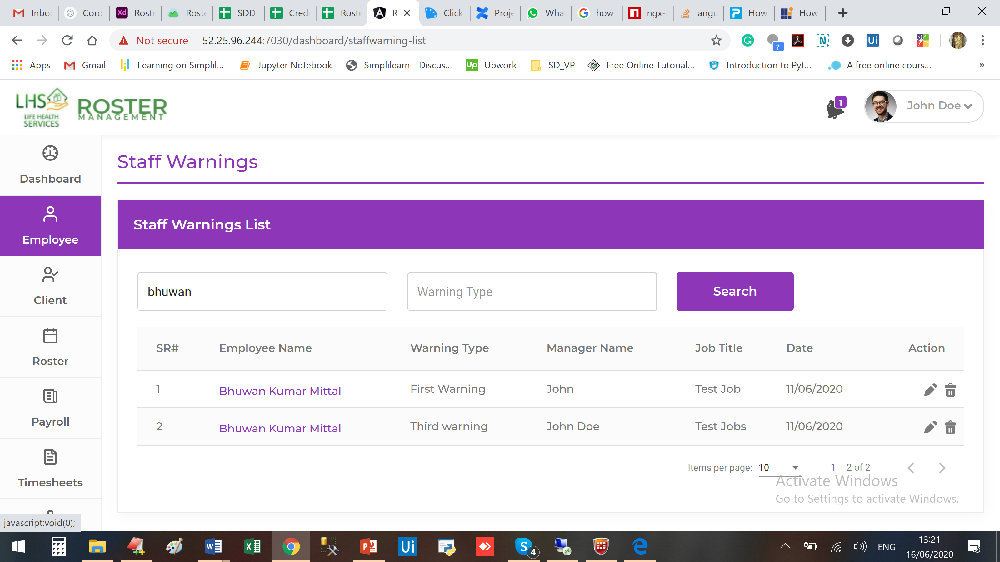 Inbo
Coro
Roste
Roste
SDD
Cred
Roste
R
Click
Proje
Wha
how
ngx-
angu
How
How
Not secure
52.25.96.244:7030/dashboard/staffwarning-list
Apps
Gmail
Learning on Simplil...
Jupyter Notebook
Simplilearn - Discus...
Upwork
SD_VP
Free Online Tutorial...
Introduction to Pyt...
A free online cours...
»
LHS
LIFE HEALTH
SERVICES
ROSTER
MANAGEMENT
1
John Doe
Dashboard
Employee
Client
Roster
Payroll
Timesheets
Staff Warnings
Staff Warnings List
bhuwan
Warning Type
Search
SR# Employee Name Warning Type Manager Name Job Title Date Action
1 Bhuwan Kumar Mittal First Warning John Test Job 11/06/2020
2 Bhuwan Kumar Mittal Third warning John Doe Test Jobs 11/06/2020
Items per page: 10 1 – 2 of 2
Activate Windows
Go to Settings to activate Windows.
javascript:void(0);
4
ENG
13:21
16/06/2020